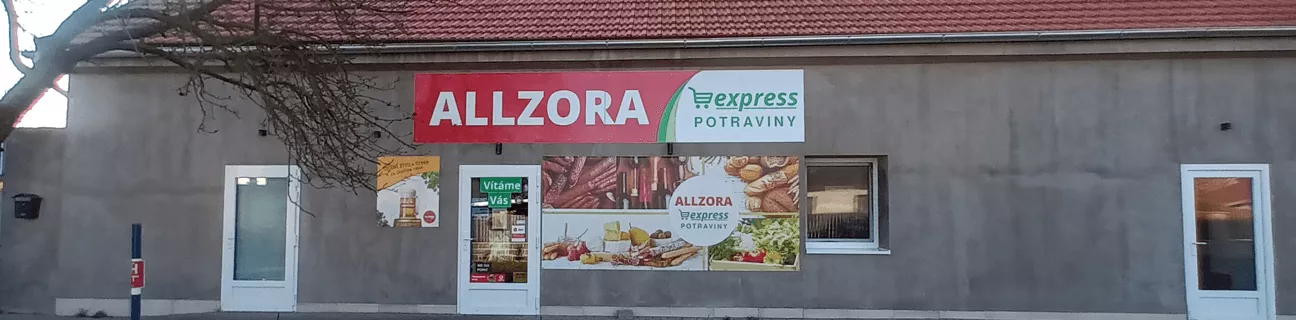 ALLZORA
express
POTRAVINY
Vítáme
Vás
ALLZORA
express
POTRAVINY
H